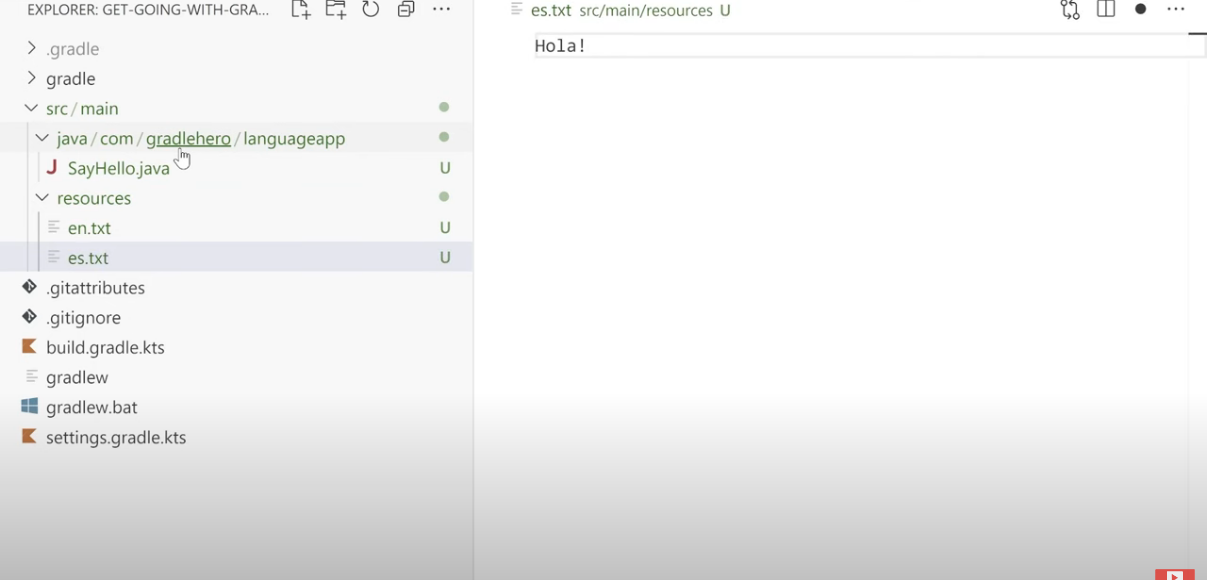 EXPLORER: GET-GOING-WITH-GRA...
.gradle
gradle
src/main
java/com/gradlehero/languageapp
SayHello.java U
resources
en.txt U
es.txt U
.gitattributes
.gitignore
build.gradle.kts
gradlew
gradlew.bat
settings.gradle.kts
es.txt src/main/resources U
Hola!